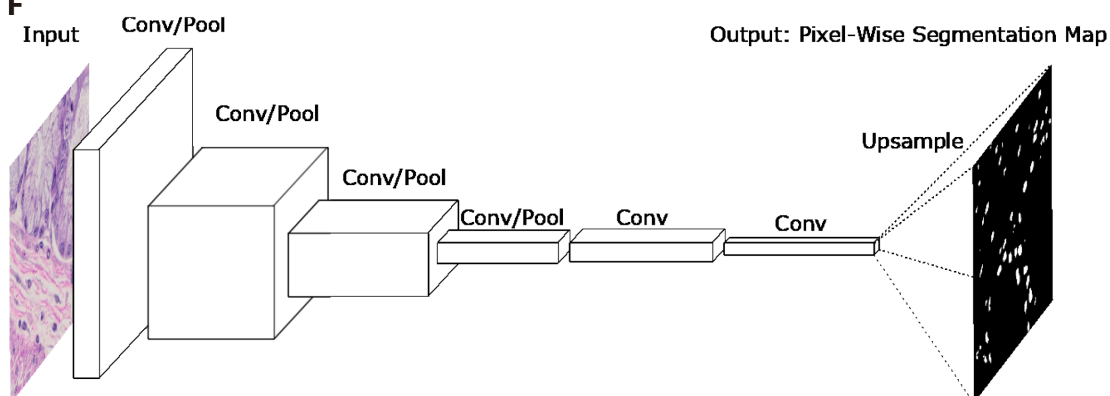 F
Input
Conv/Pool
Conv/Pool
Conv/Pool
Conv/Pool
Conv
Conv
Upsample
Output: Pixel-Wise Segmentation Map